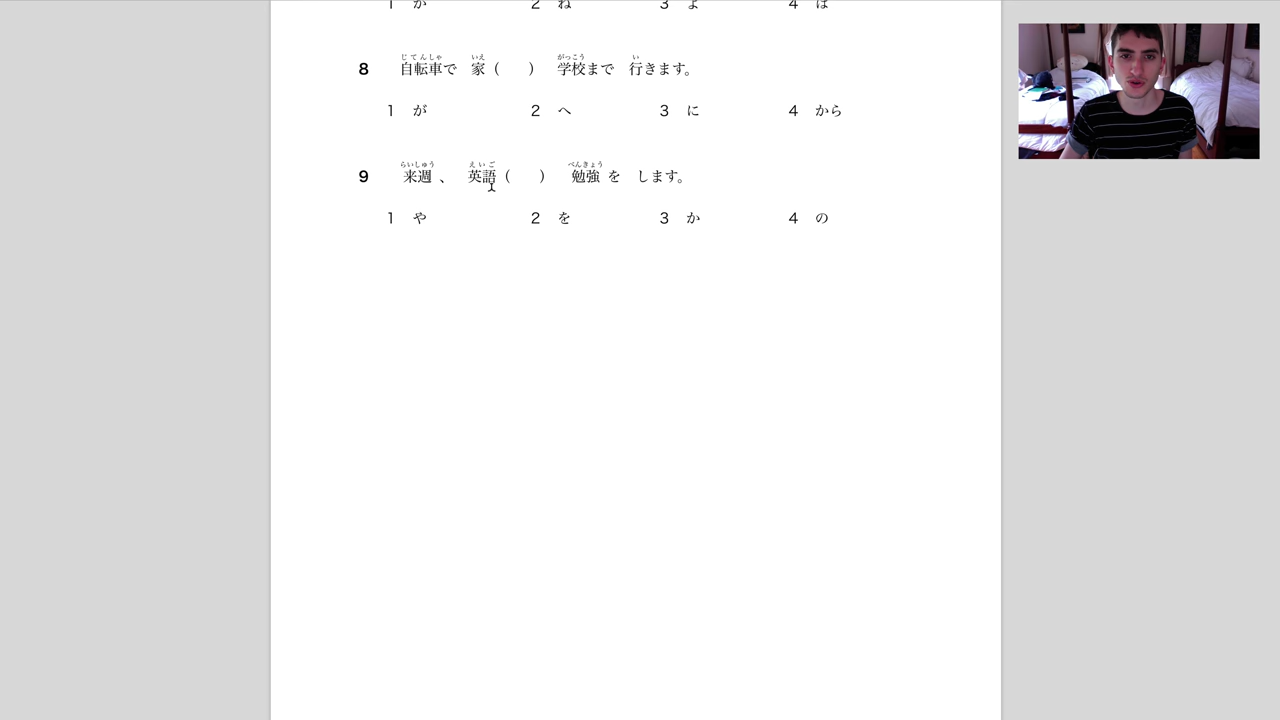 1 か 2 ね 3 よ 4 は
じてんしゃ いえ がっこう い
8 自転車で 家( ) 学校まで 行きます。
1 が 2 へ 3 に 4 から
らいしゅう えいご べんきょう
9 来週、 英語( ) 勉強を します。
1 や 2 を 3 か 4 の